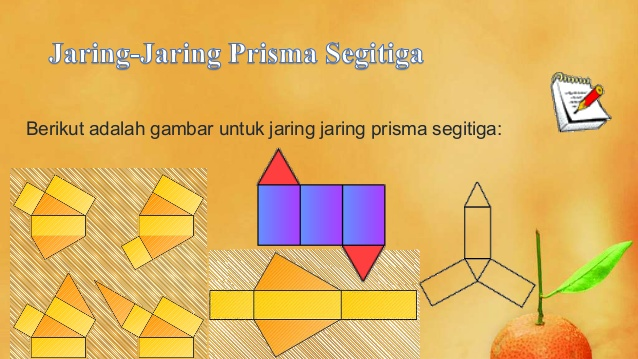 Jaring-Jaring Prisma Segitiga
Berikut adalah gambar untuk jaring jaring prisma segitiga: